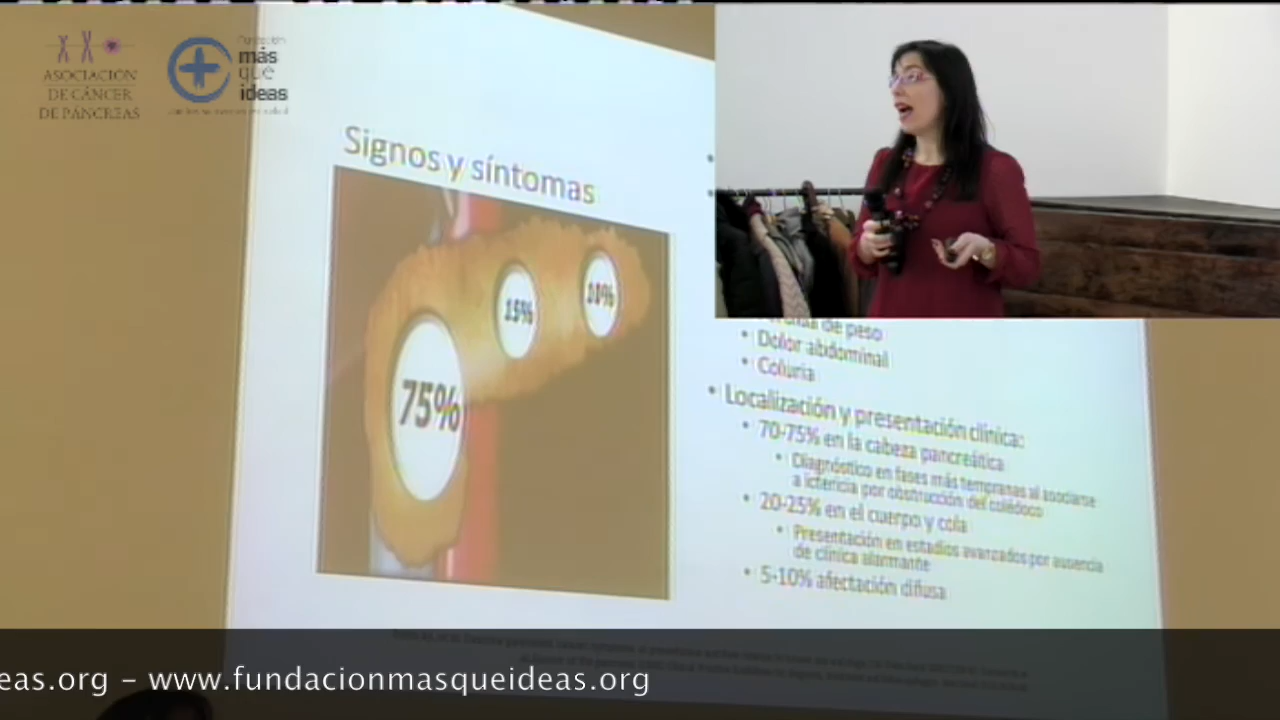 ASOCIACIÓN
DE CÁNCER
DE PÁNCREAS
Fundación
más
que
ideas
Signos y síntomas
15%
10%
75%
de peso
• Dolor abdominal
• Coluria
• Localización y presentación clínica:
• 70-75% en la cabeza pancreática
• Diagnóstico en fases más tempranas al asociarse
a ictericia por obstrucción del colédoco
• 20-25% en el cuerpo y cola
• Presentación en estadios avanzados por ausencia
de clínica alarmante
• 5-10% afectación difusa
eas.org – www.fundacionmasqueideas.org